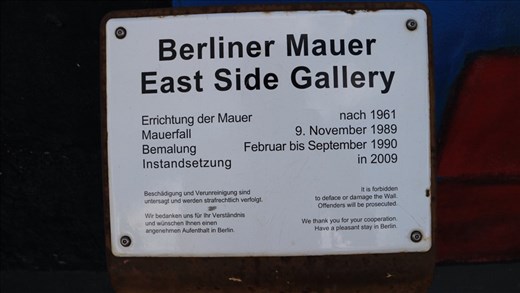 Berliner Mauer
East Side Gallery
Errichtung der Mauer nach 1961
Mauerfall 9. November 1989
Bemalung Februar bis September 1990
Instandsetzung in 2009
Beschädigung und Verunreinigung sind
untersagt und werden strafrechtlich verfolgt.
Wir bedanken uns für Ihr Verständnis
und wünschen Ihnen einen
angenehmen Aufenthalt in Berlin.
It is forbidden
to deface or damage the Wall.
Offenders will be prosecuted.
We thank you for your cooperation.
Have a pleasant stay in Berlin.